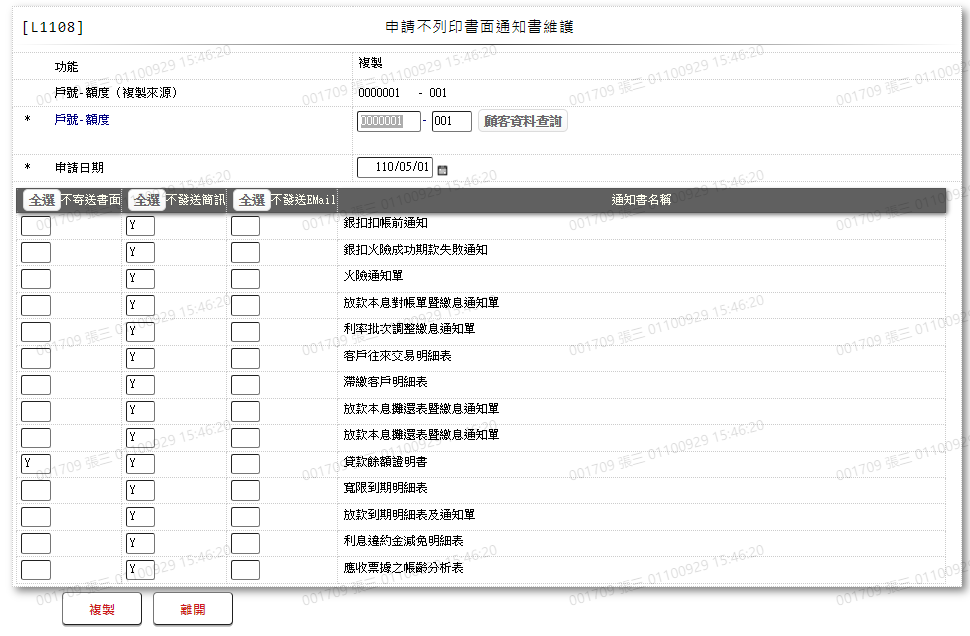 [L1108] 申請不列印書面通知書維護
功能 複製
戶號-額度（複製來源） 0000001 - 001
* 戶號-額度 0000001 - 001 顧客資料查詢
* 申請日期 110/05/01
全選 不寄送書面 全選 不發送簡訊 全選 不發送EMail 通知書名稱
Y 銀扣扣帳前通知
Y 銀扣火險成功期款失敗通知
Y 火險通知單
Y 放款本息對帳單暨繳息通知單
Y 利率批次調整繳息通知單
Y 客戶往來交易明細表
Y 滯繳客戶明細表
Y 放款本息攤還表暨繳息通知單
Y 放款本息攤還表暨繳息通知單
Y Y 貸款餘額證明書
Y 寬限到期明細表
Y 放款到期明細表及通知單
Y 利息違約金減免明細表
Y 應收票據之帳齡分析表
複製 離開
001709 張三 01100929 15:46:20